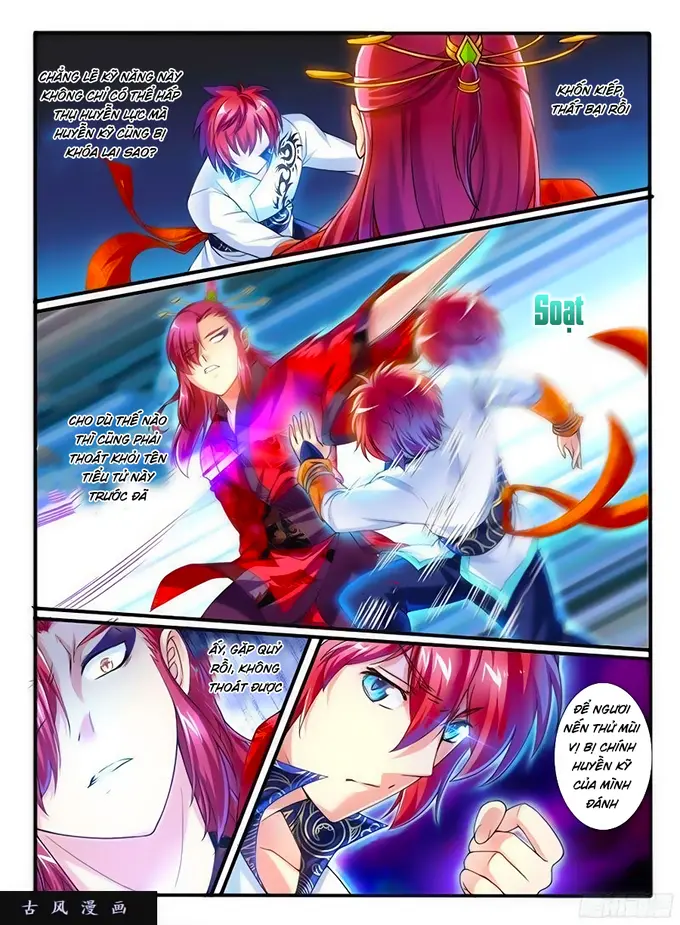 CHẲNG LẼ KỸ NĂNG NÀY
KHÔNG CHỈ CÓ THỂ HẤP
THỤ HUYỀN LỰC MÀ
HUYỀN KỸ CŨNG BỊ
KHÓA LẠI SAO?
KHỐN KIẾP,
THẤT BẠI RỒI
Soạt
CHO DÙ THẾ NÀO
THÌ CŨNG PHẢI
THOÁT KHỎI TÊN
TIỂU TỬ NÀY
TRƯỚC ĐÃ
ẤY, GẶP QUỶ
RỒI, KHÔNG
THOÁT ĐƯỢC
ĐỂ NGƯƠI
NẾN THỬ MÙI
VỊ BỊ CHÍNH
HUYỀN KỸ
CỦA MÌNH
ĐÁNH
古风漫画